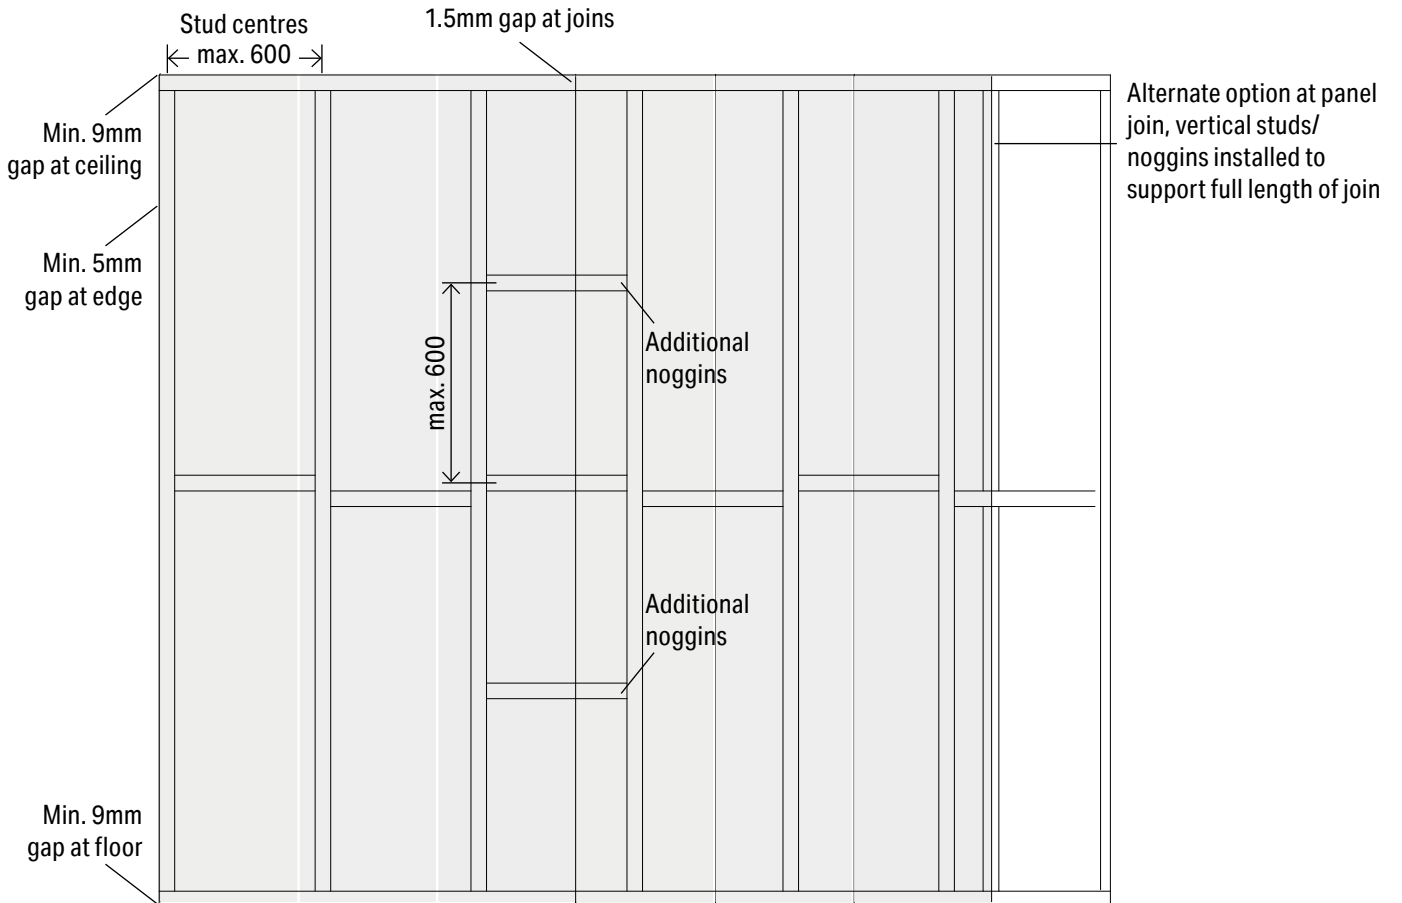 Stud centres
max. 600
1.5mm gap at joins
Min. 9mm
gap at ceiling
Alternate option at panel
join, vertical studs/
noggins installed to
support full length of join
Min. 5mm
gap at edge
max. 600
Additional
noggins
Additional
noggins
Min. 9mm
gap at floor